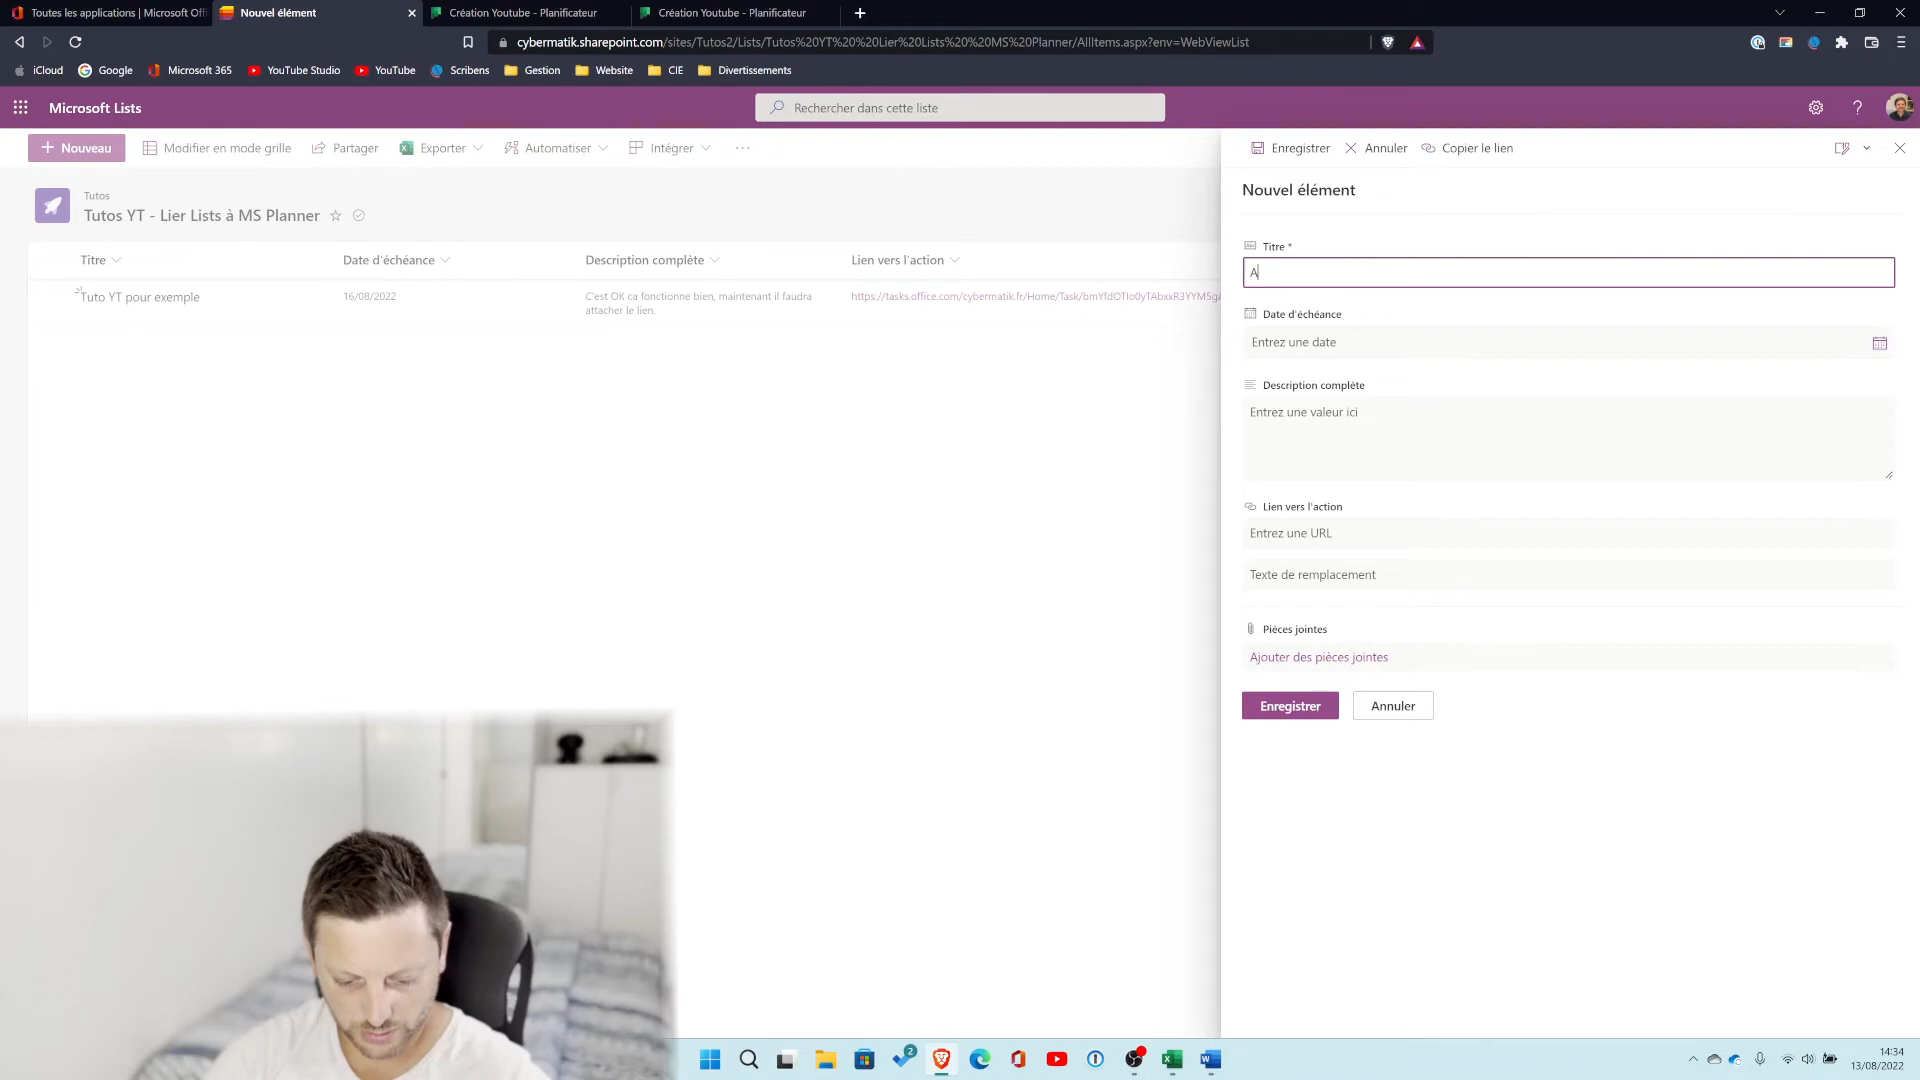 Toutes les applications | Microsoft Offi
Nouvel élément
Création Youtube - Planificateur
Création Youtube - Planificateur
cybermatik.sharepoint.com/sites/Tutos2/Lists/Tutos%20YT%20%20Lier%20Lists%20%20MS%20Planner/AllItems.aspx?env=WebViewList
iCloud
Google
Microsoft 365
YouTube Studio
YouTube
Scribens
Gestion
Website
CIE
Divertissements
Microsoft Lists
Rechercher dans cette liste
Nouveau
Modifier en mode grille
Partager
Exporter
Automatiser
Intégrer
Enregistrer
Annuler
Copier le lien
Tutos
Tutos YT - Lier Lists à MS Planner
Titre
Date d'échéance
Description complète
Lien vers l'action
Tuto YT pour exemple
16/08/2022
C'est OK ca fonctionne bien, maintenant il faudra
attacher le lien.
https://tasks.office.com/cybermatik.fr/Home/Task/
Nouvel élément
Titre *
A
Date d'échéance
Entrez une date
Description complète
Entrez une valeur ici
Lien vers l'action
Entrez une URL
Texte de remplacement
Pièces jointes
Ajouter des pièces jointes
Enregistrer
Annuler
2
14:34
13/08/2022